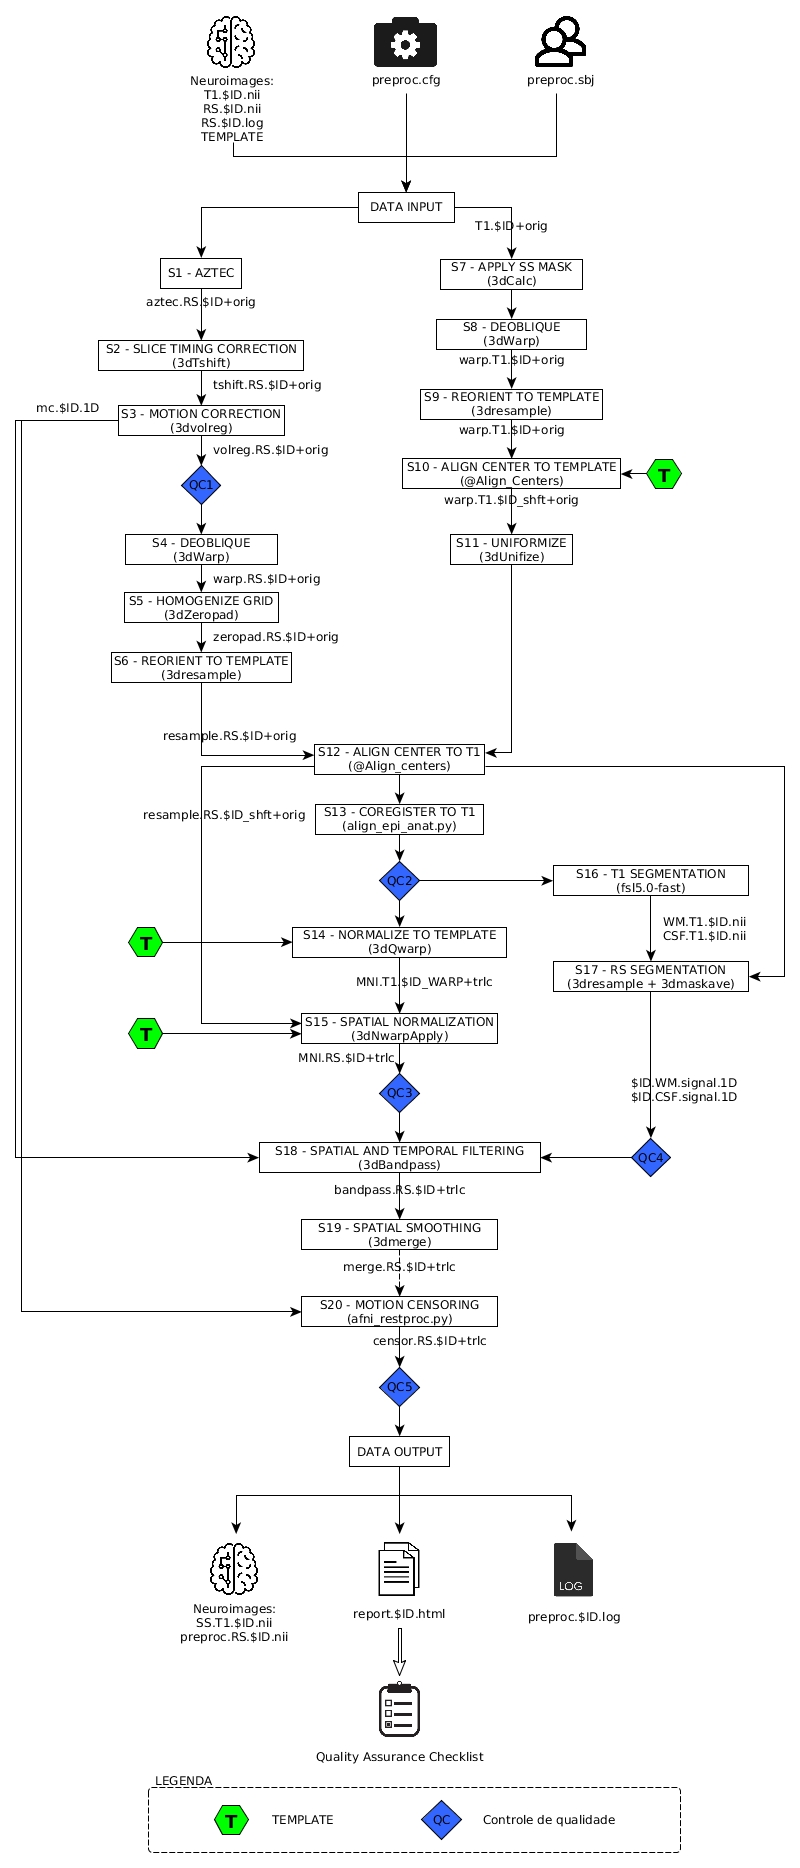 Neuroimages:
T1.$ID.nii
RS.$ID.nii
RS.$ID.log
TEMPLATE
preproc.cfg
preproc.sbj
DATA INPUT
T1.$ID+orig
S1 - AZTEC
aztec.RS.$ID+orig
S2 - SLICE TIMING CORRECTION
(3dTshift)
tshift.RS.$ID+orig
mc.$ID.1D
S3 - MOTION CORRECTION
(3dvolreg)
volreg.RS.$ID+orig
QC1
S4 - DEOBLIQUE
(3dWarp)
warp.RS.$ID+orig
S5 - HOMOGENIZE GRID
(3dZeropad)
zeropad.RS.$ID+orig
S6 - REORIENT TO TEMPLATE
(3dresample)
resample.RS.$ID+orig
S7 - APPLY SS MASK
(3dCalc)
S8 - DEOBLIQUE
(3dWarp)
warp.T1.$ID+orig
S9 - REORIENT TO TEMPLATE
(3dresample)
warp.T1.$ID+orig
S10 - ALIGN CENTER TO TEMPLATE
(@Align_Centers)
T
warp.T1.$ID_shft+orig
S11 - UNIFORMIZE
(3dUnifize)
S12 - ALIGN CENTER TO T1
(@Align_centers)
resample.RS.$ID_shft+orig
S13 - COREGISTER TO T1
(align_epi_anat.py)
QC2
S16 - T1 SEGMENTATION
(fsl5.0-fast)
WM.T1.$ID.nii
CSF.T1.$ID.nii
T
S14 - NORMALIZE TO TEMPLATE
(3dQwarp)
S17 - RS SEGMENTATION
(3dresample + 3dmaskave)
MNI.T1.$ID_WARP+trlc
T
S15 - SPATIAL NORMALIZATION
(3dNwarpApply)
MNI.RS.$ID+trlc
QC3
$ID.WM.signal.1D
$ID.CSF.signal.1D
QC4
S18 - SPATIAL AND TEMPORAL FILTERING
(3dBandpass)
bandpass.RS.$ID+trlc
S19 - SPATIAL SMOOTHING
(3dmerge)
merge.RS.$ID+trlc
S20 - MOTION CENSORING
(afni_restproc.py)
censor.RS.$ID+trlc
QC5
DATA OUTPUT
Neuroimages:
SS.T1.$ID.nii
preproc.RS.$ID.nii
report.$ID.html
LOG
preproc.$ID.log
Quality Assurance Checklist
LEGENDA
T
TEMPLATE
QC
Controle de qualidade